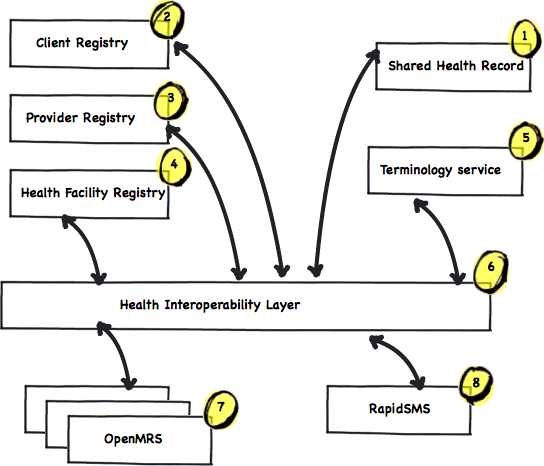 2
Client Registry
1
Shared Health Record
3
Provider Registry
4
Health Facility Registry
5
Terminology service
6
Health Interoperability Layer
7
OpenMRS
8
RapidSMS